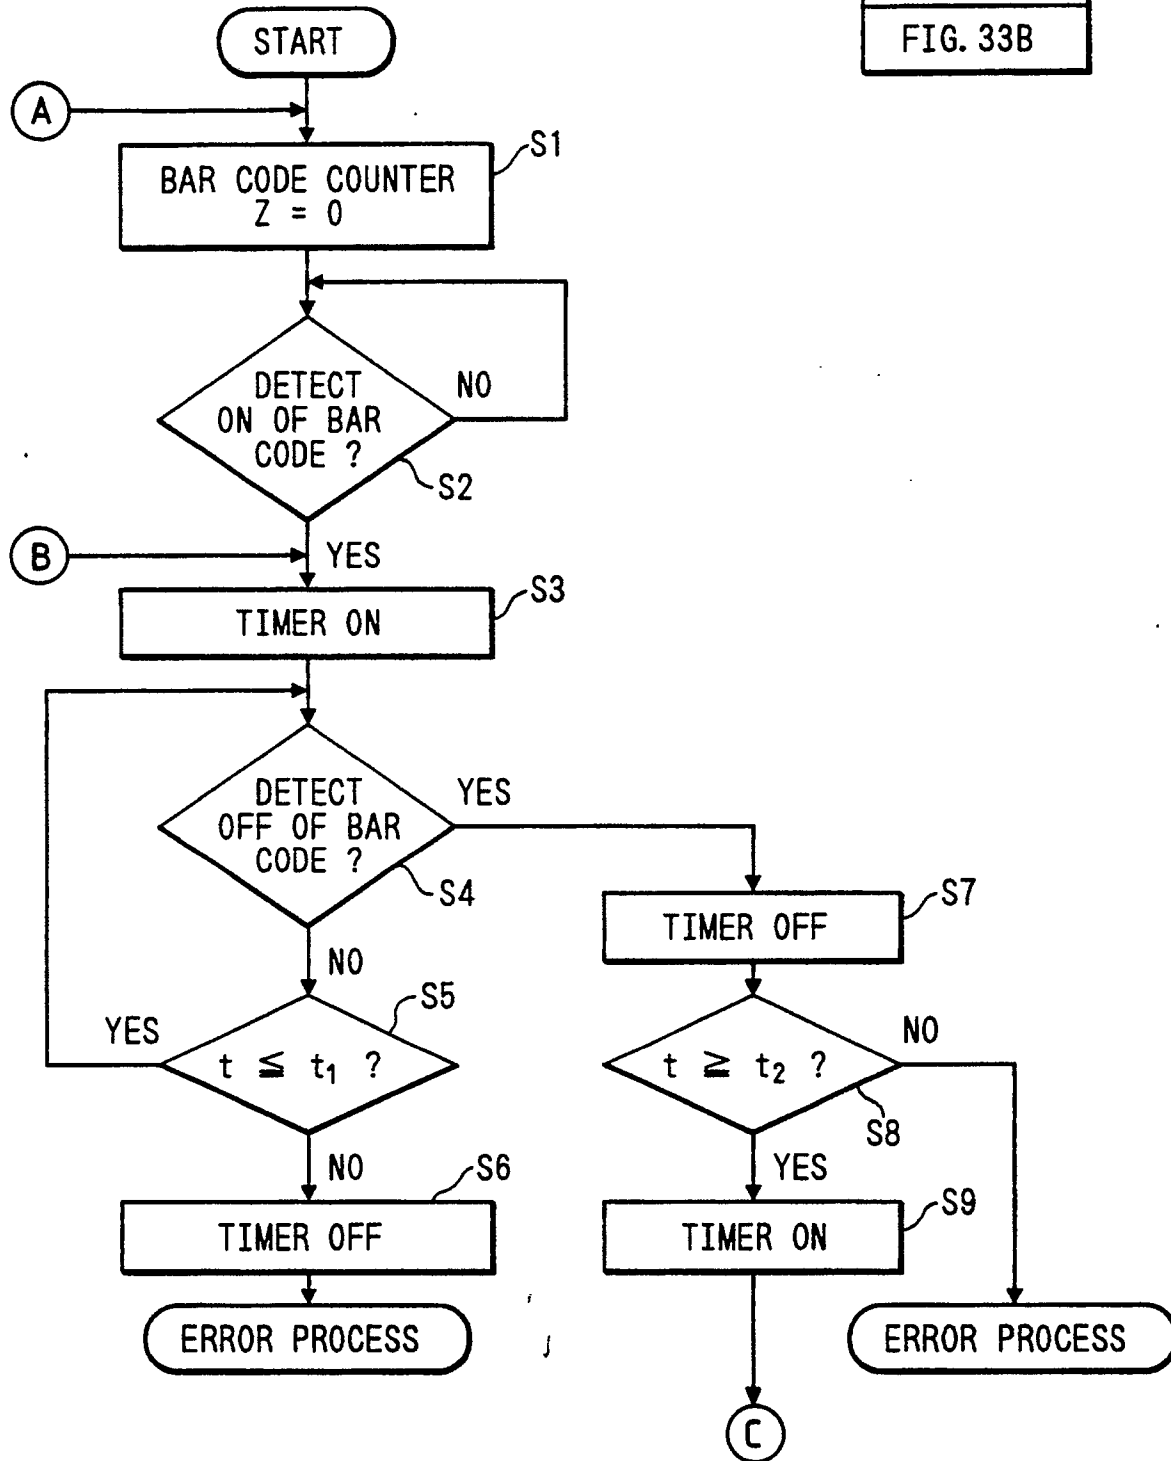 START
FIG. 33B
A
S1
BAR CODE COUNTER
Z = 0
DETECT
ON OF BAR
CODE ?
NO
S2
B
YES
S3
TIMER ON
DETECT
OFF OF BAR
CODE ?
YES
S4
S7
TIMER OFF
NO
S5
YES
t ≦ t₁ ?
NO
t ≧ t₂ ?
S8
NO
S6
YES
S9
TIMER OFF
TIMER ON
ERROR PROCESS
ERROR PROCESS
C